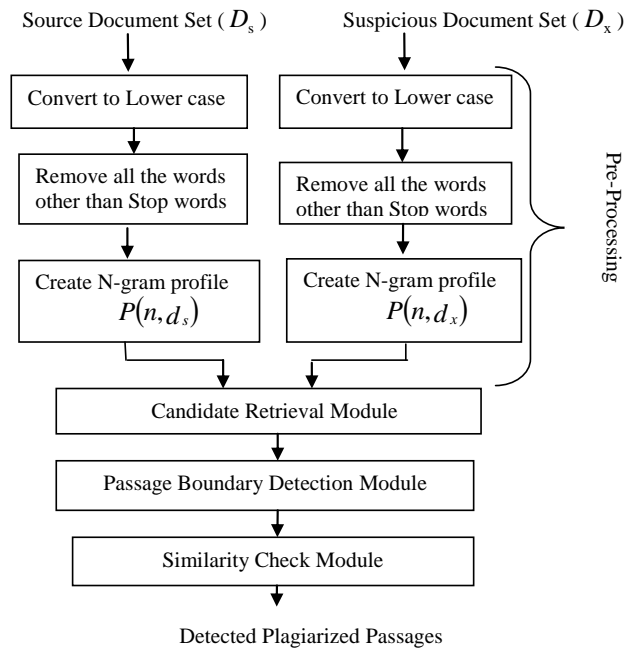 Source Document Set ( D_s )
Suspicious Document Set ( D_x )
Convert to Lower case
Convert to Lower case
Remove all the words
other than Stop words
Remove all the words
other than Stop words
Create N-gram profile
P(n, d_s)
Create N-gram profile
P(n, d_x)
Pre-Processing
Candidate Retrieval Module
Passage Boundary Detection Module
Similarity Check Module
Detected Plagiarized Passages